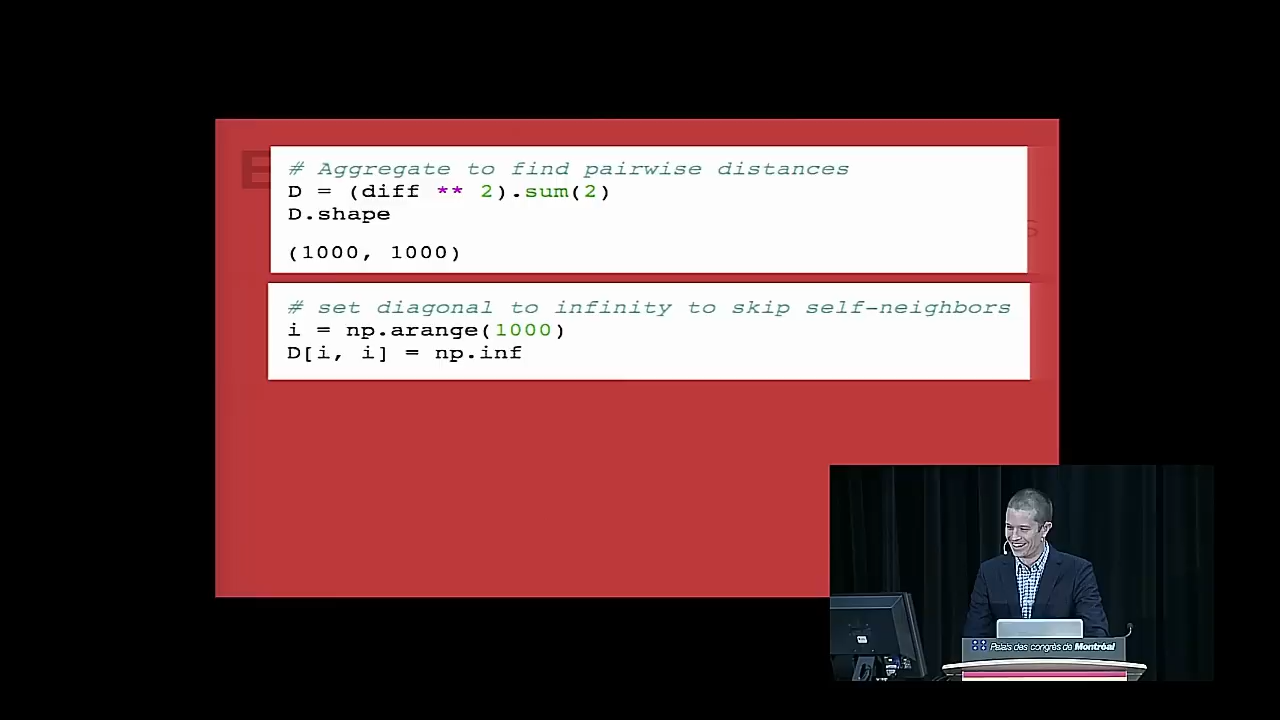 # Aggregate to find pairwise distances
D = (diff ** 2).sum(2)
D.shape
(1000, 1000)
# set diagonal to infinity to skip self-neighbors
i = np.arange(1000)
D[i, i] = np.inf
Palais des congrès de Montréal